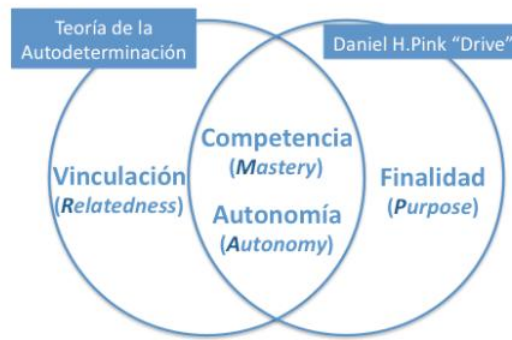 Teoría de la
Autodeterminación
Daniel H.Pink “Drive”
Vinculación
(Relatedness)
Competencia
(Mastery)
Autonomía
(Autonomy)
Finalidad
(Purpose)